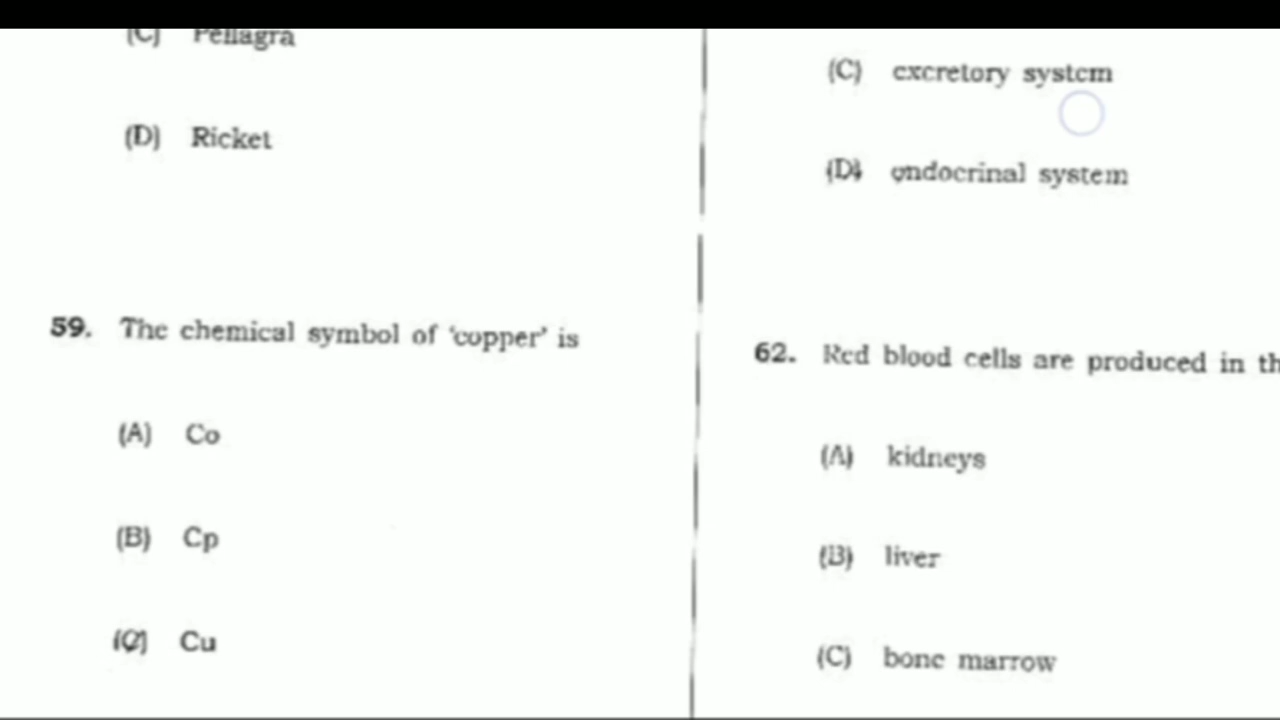 (C) Pellagra
(D) Ricket
59. The chemical symbol of ‘copper’ is
(A) Co
(B) Cp
(C) Cu
(C) excretory system
(D) endocrinal system
62. Red blood cells are produced in th
(A) kidneys
(B) liver
(C) bone marrow